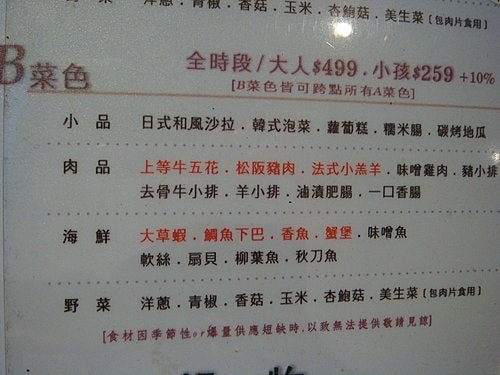 洋蔥.青椒.香菇.玉米.杏鮑菇.美生菜[包肉片食用]
B菜色 全時段/大人$499.小孩$259+10%
[B菜色皆可跨點所有A菜色]
小 品 日式和風沙拉.韓式泡菜.蘿蔔糕.糯米腸.碳烤地瓜
肉 品 上等牛五花.松阪豬肉.法式小羔羊.味噌雞肉.豬小排
去骨牛小排.羊小排.滷漬肥腸.一口香腸
海 鮮 大草蝦.鯛魚下巴.香魚.蟹堡.味噌魚
軟絲.扇貝.柳葉魚.秋刀魚
野 菜 洋蔥.青椒.香菇.玉米.杏鮑菇.美生菜[包肉片食用]
[食材因季節性or爆量供應短缺時,以致無法提供敬請見諒]